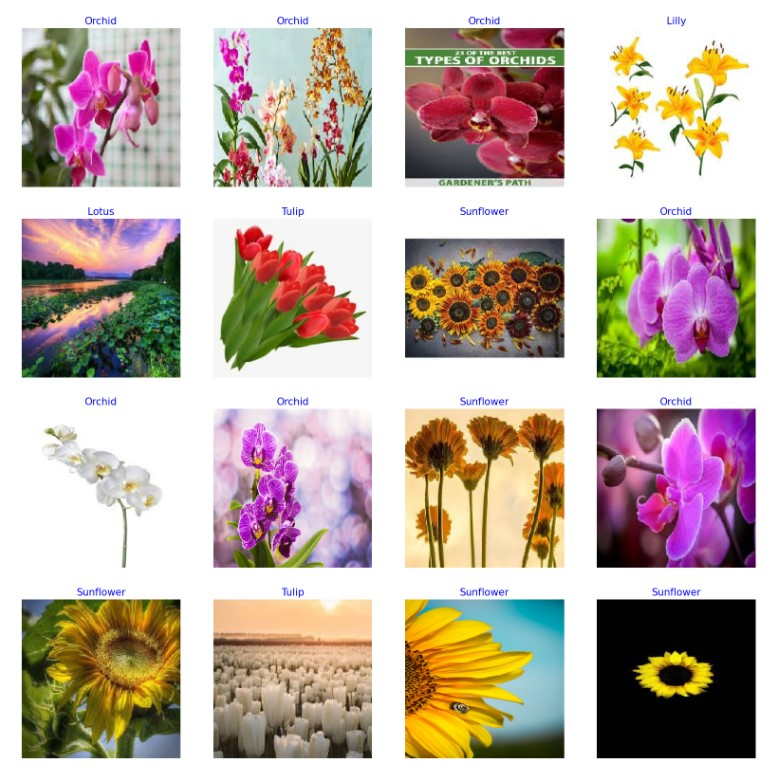 Orchid
Orchid
Orchid
Lilly
23 OF THE BEST
TYPES OF ORCHIDS
GARDENER'S PATH
Lotus
Tulip
Sunflower
Orchid
Orchid
Orchid
Sunflower
Orchid
Sunflower
Tulip
Sunflower
Sunflower